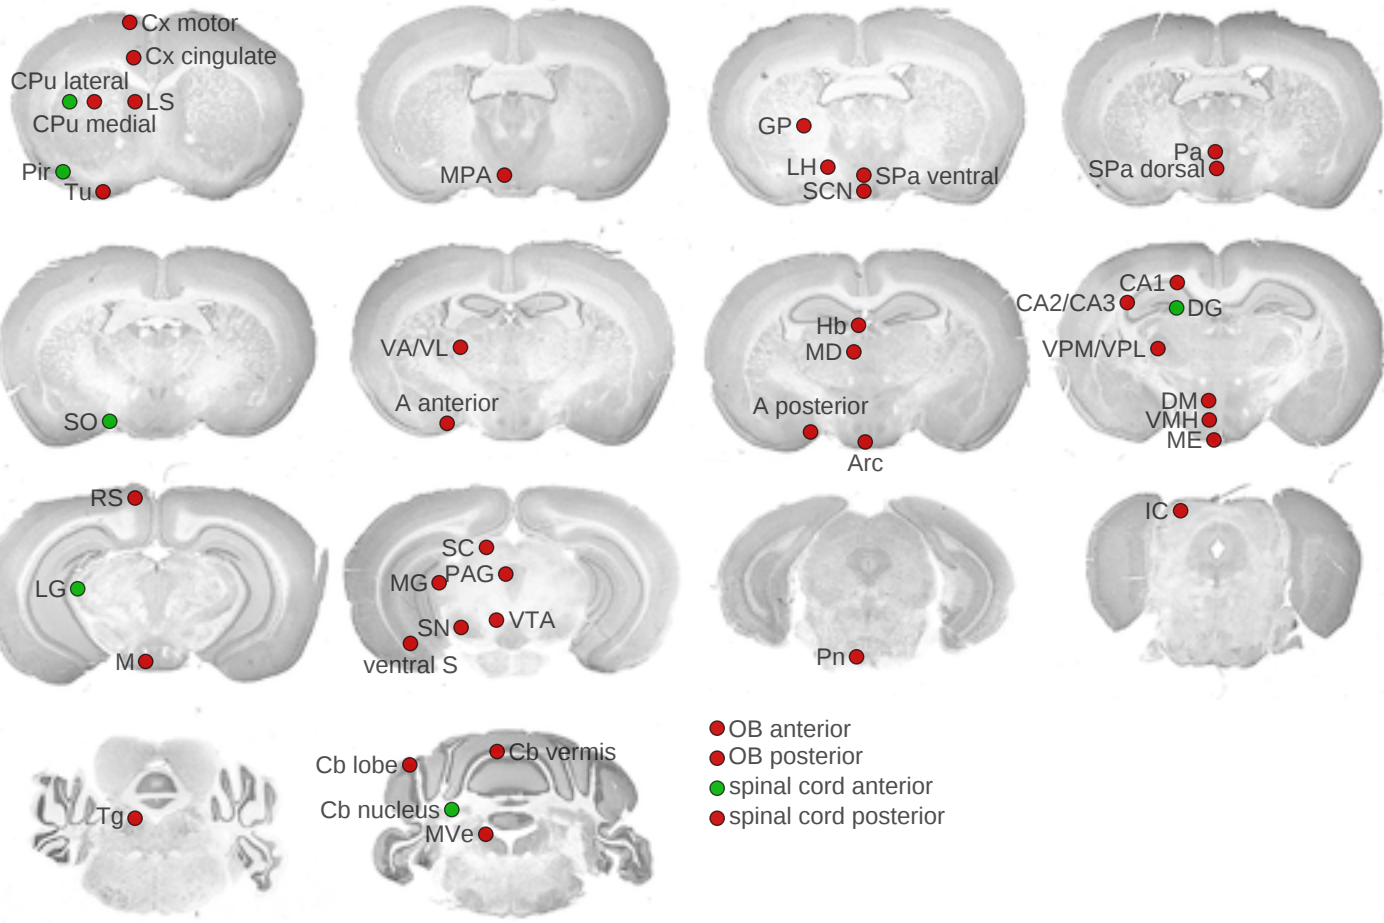 Cx motor
Cx cingulate
CPu lateral
LS
CPu medial
Pir
Tu
MPA
GP
LH
SPa ventral
SCN
Pa
SPa dorsal
SO
VA/VL
A anterior
Hb
MD
A posterior
Arc
CA1
CA2/CA3
DG
VPM/VPL
DM
VMH
ME
RS
LG
M
SC
MG
PAG
SN
VTA
ventral S
Pn
IC
Tg
Cb lobe
Cb vermis
Cb nucleus
MVe
OB anterior
OB posterior
spinal cord anterior
spinal cord posterior